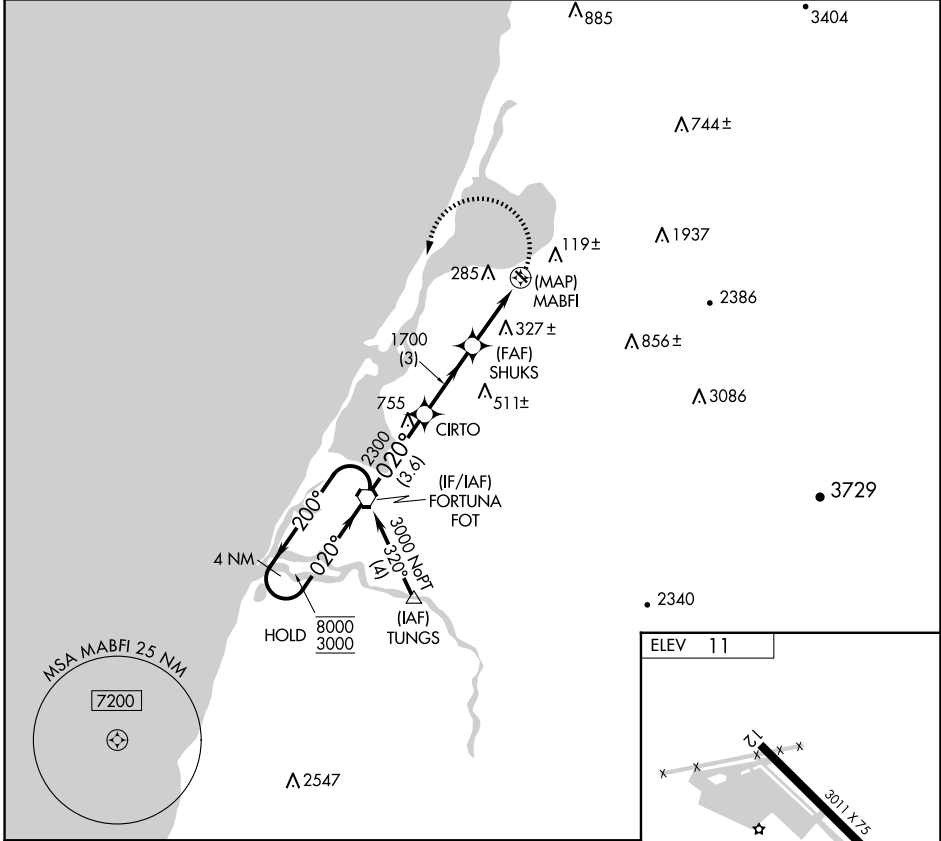 885
3404
744±
1937
119±
285
(MAP)
MABFI
2386
327±
1700
(3)
(FAF)
SHUKS
856±
3086
511±
755
CIRTO
2300
020°
(3.6)
(IF/IAF)
FORTUNA
FOT
3729
200°
020°
3000 NoPT
320°
(4)
4 NM
HOLD
8000
3000
(IAF)
TUNGS
2340
MSA MABFI 25 NM
7200
2547
ELEV 11
12
3011 X 75